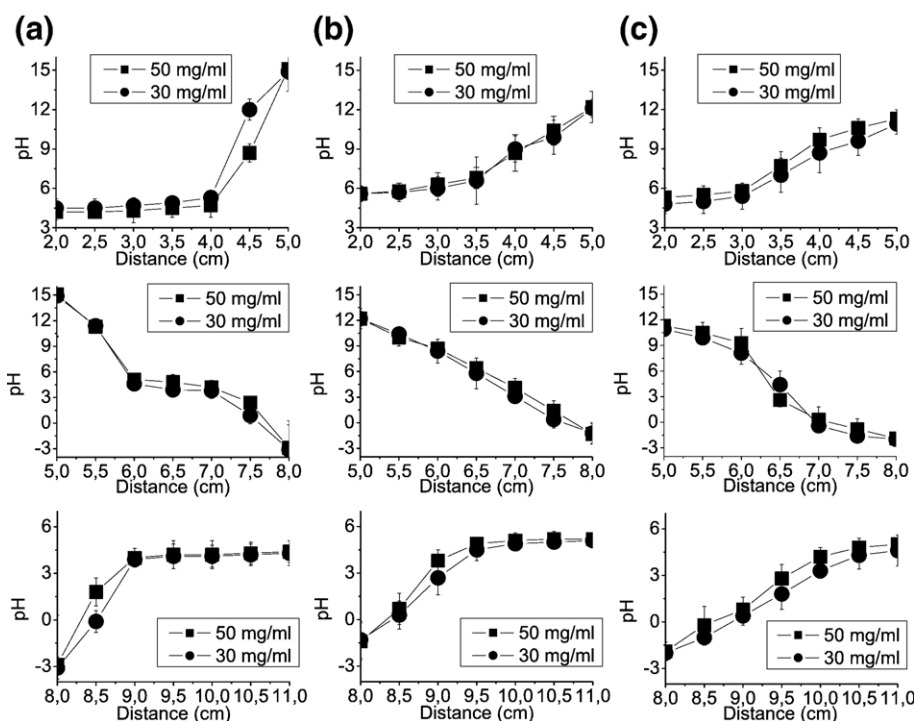 (a) (b) (c)
15
12
9
6
3
pH
50 mg/ml
30 mg/ml
2,0 2,5 3,0 3,5 4,0 4,5 5,0
Distance (cm)
15
12
9
6
3
pH
50 mg/ml
30 mg/ml
2,0 2,5 3,0 3,5 4,0 4,5 5,0
Distance (cm)
15
12
9
6
3
pH
50 mg/ml
30 mg/ml
2,0 2,5 3,0 3,5 4,0 4,5 5,0
Distance (cm)
15
12
9
6
3
0
-3
pH
50 mg/ml
30 mg/ml
5,0 5,5 6,0 6,5 7,0 7,5 8,0
Distance (cm)
15
12
9
6
3
0
-3
pH
50 mg/ml
30 mg/ml
5,0 5,5 6,0 6,5 7,0 7,5 8,0
Distance (cm)
15
12
9
6
3
0
-3
pH
50 mg/ml
30 mg/ml
5,0 5,5 6,0 6,5 7,0 7,5 8,0
Distance (cm)
6
3
0
-3
pH
50 mg/ml
30 mg/ml
8,0 8,5 9,0 9,5 10,0 10,5 11,0
Distance (cm)
6
3
0
-3
pH
50 mg/ml
30 mg/ml
8,0 8,5 9,0 9,5 10,0 10,5 11,0
Distance (cm)
6
3
0
-3
pH
50 mg/ml
30 mg/ml
8,0 8,5 9,0 9,5 10,0 10,5 11,0
Distance (cm)